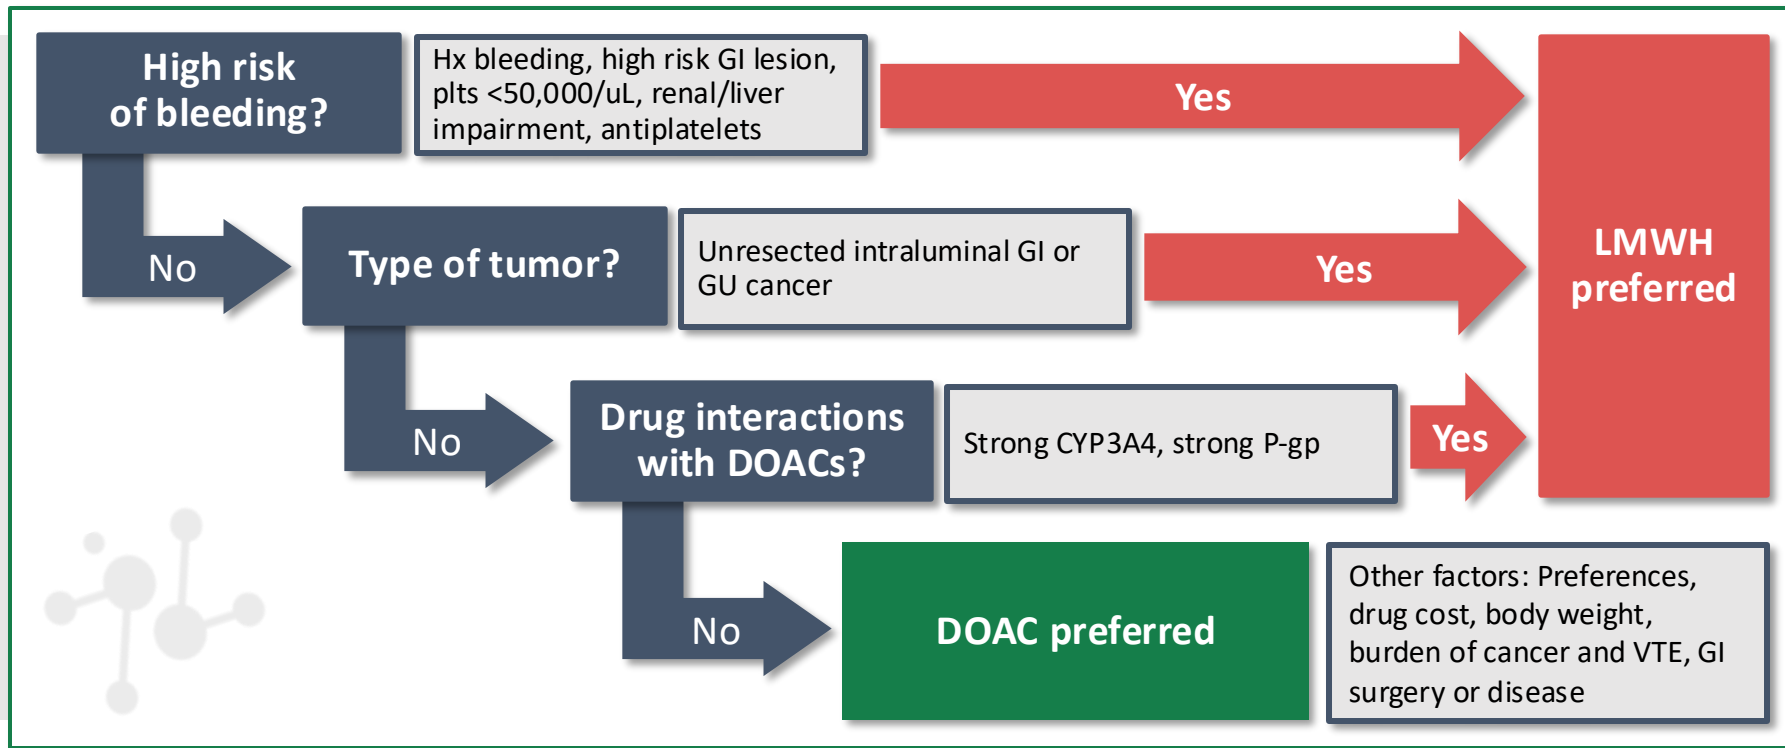 High risk
of bleeding?
Hx bleeding, high risk GI lesion,
plts <50,000/uL, renal/liver
impairment, antiplatelets
Yes
No
Type of tumor?
Unresected intraluminal GI or
GU cancer
Yes
LMWH
preferred
No
Drug interactions
with DOACs?
Strong CYP3A4, strong P-gp
Yes
No
DOAC preferred
Other factors: Preferences,
drug cost, body weight,
burden of cancer and VTE, GI
surgery or disease